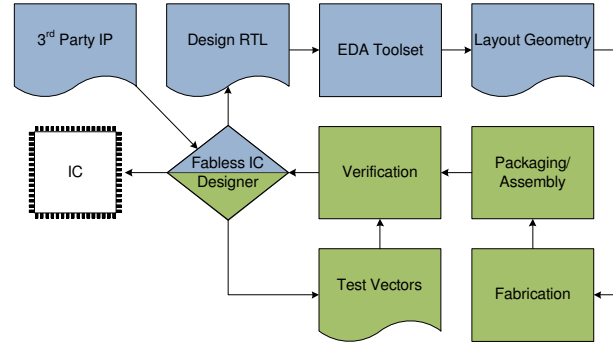 3rd Party IP
Design RTL
EDA Toolset
Layout Geometry
IC
Fabless IC
Designer
Verification
Packaging/
Assembly
Test Vectors
Fabrication